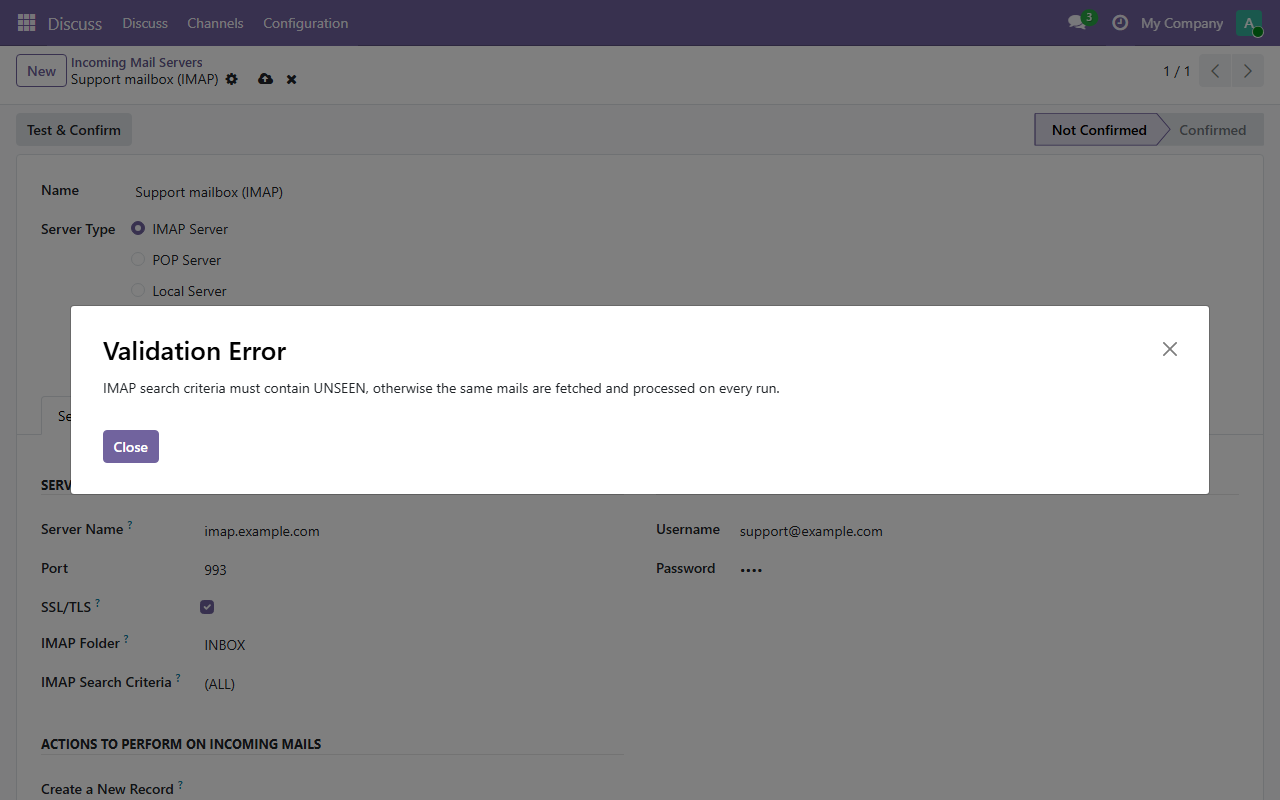 Discuss Discuss Channels Configuration 3 My Company A
New Incoming Mail Servers
Support mailbox (IMAP) 1 / 1
Test & Confirm Not Confirmed Confirmed
Name Support mailbox (IMAP)
Server Type IMAP Server
POP Server
Local Server
Validation Error
IMAP search criteria must contain UNSEEN, otherwise the same mails are fetched and processed on every run.
Close
Server Name ? imap.example.com Username support@example.com
Port 993 Password ••••
SSL/TLS ?
IMAP Folder ? INBOX
IMAP Search Criteria ? (ALL)
ACTIONS TO PERFORM ON INCOMING MAILS
Create a New Record ?